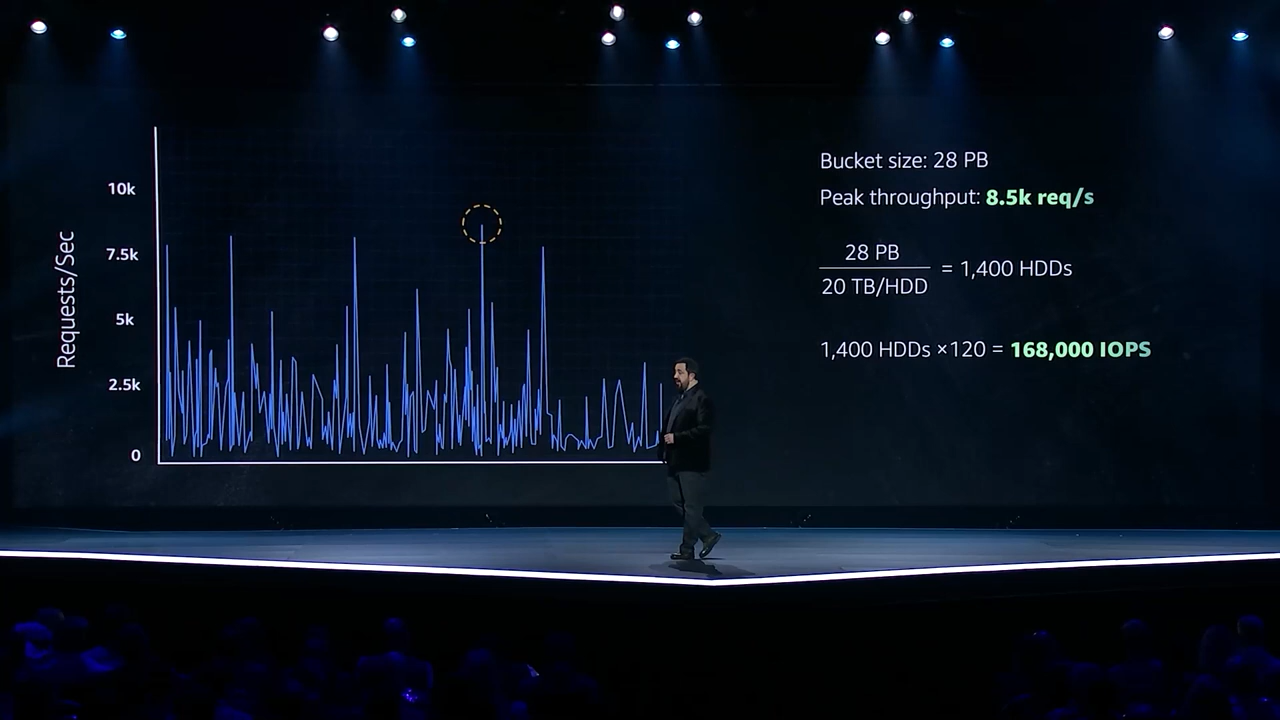 Requests/Sec
10k
7.5k
5k
2.5k
0
Bucket size: 28 PB
Peak throughput: 8.5k req/s
28 PB
20 TB/HDD
= 1,400 HDDs
1,400 HDDs ×120 = 168,000 IOPS